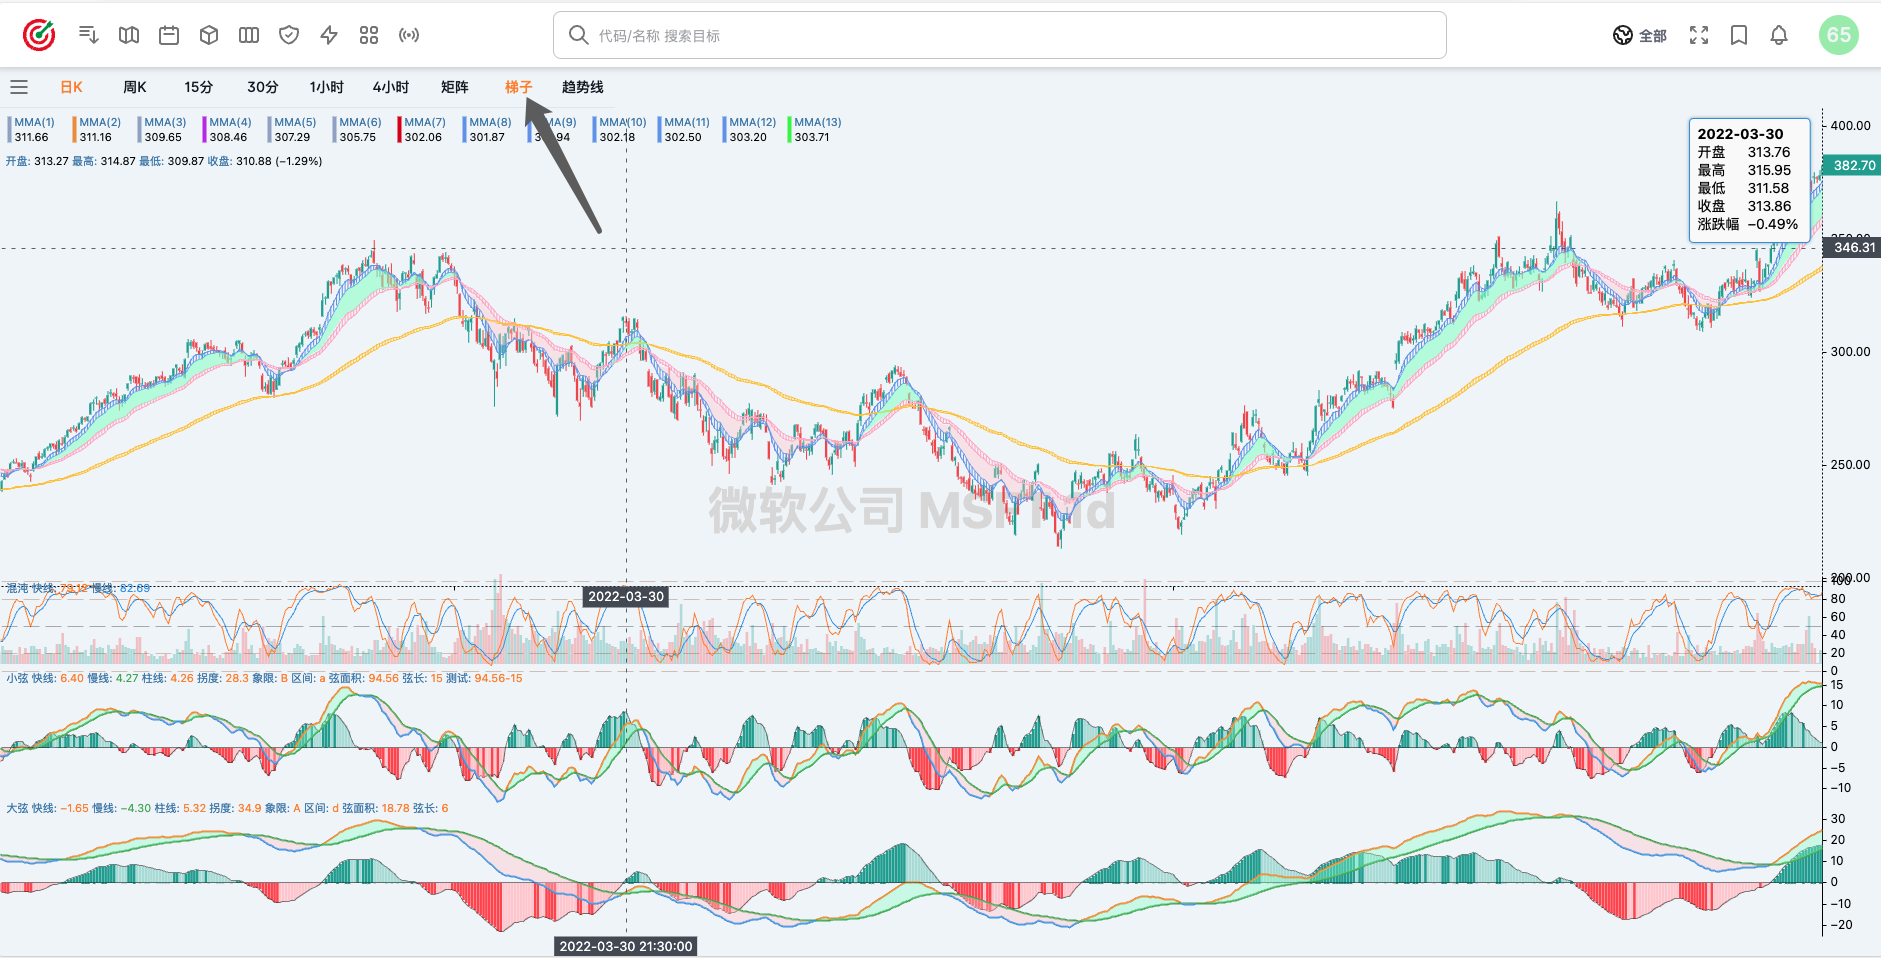 代码/名称 搜索目标
全部
65
日K 周K 15分 30分 1小时 4小时 矩阵 梯子 趋势线
MMA(1) MMA(2) MMA(3) MMA(4) MMA(5) MMA(6) MMA(7) MMA(8) MA(9) MMA(10) MMA(11) MMA(12) MMA(13)
311.66 311.16 309.65 308.46 307.29 305.75 302.06 301.87 .94 302.18 302.50 303.20 303.71
开盘: 313.27 最高: 314.87 最低: 309.87 收盘: 310.88 (−1.29%)
2022-03-30
开盘 313.76
最高 315.95
最低 311.58
收盘 313.86
涨跌幅 −0.49%
400.00
382.70
346.31
300.00
250.00
200.00
微软公司 MSFT 1d
混沌 快线: 79.12 慢线: 82.69
2022-03-30
100
80
60
40
20
0
小弦 快线: 6.40 慢线: 4.27 柱线: 4.26 拐度: 28.3 象限: B 区间: a 弦面积: 94.56 弦长: 15 测试: 94.56-15
15
10
5
0
−5
−10
大弦 快线: −1.65 慢线: −4.30 柱线: 5.32 拐度: 34.9 象限: A 区间: d 弦面积: 18.78 弦长: 6
30
20
10
0
−10
−20
2022-03-30 21:30:00